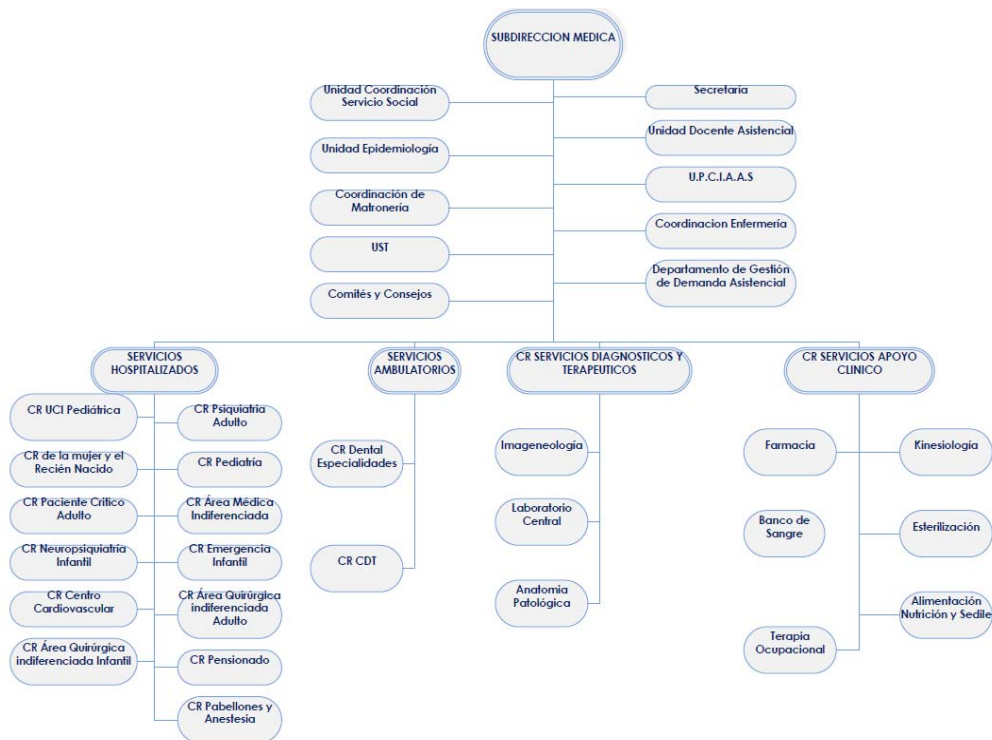 SUBDIRECCION MEDICA
Unidad Coordinación
Servicio Social
Secretaría
Unidad Epidemiología
Unidad Docente Asistencial
Coordinación de
Matronería
U.P.C.I.A.A.S
UST
Coordinacion Enfermería
Comités y Consejos
Departamento de Gestión
de Demanda Asistencial
SERVICIOS
HOSPITALIZADOS
SERVICIOS
AMBULATORIOS
CR SERVICIOS DIAGNOSTICOS Y
TERAPEUTICOS
CR SERVICIOS APOYO
CLINICO
CR UCI Pediátrica
CR Psiquiatria
Adulto
CR de la mujer y el
Recién Nacido
CR Pediatría
CR Paciente Crítico
Adulto
CR Área Médica
Indiferenciada
CR Neuropsiquiatría
Infantil
CR Emergencia
Infantil
CR Centro
Cardiovascular
CR Área Quirúrgica
indiferenciada
Adulto
CR Área Quirúrgica
indiferenciada Infantil
CR Pensionado
CR Pabellones y
Anestesia
CR Dental
Especialidades
CR CDT
Imageneología
Laboratorio
Central
Anatomia
Patológica
Farmacia
Kinesiología
Banco de
Sangre
Esterilización
Terapia
Ocupacional
Alimentación
Nutrición y Sedile